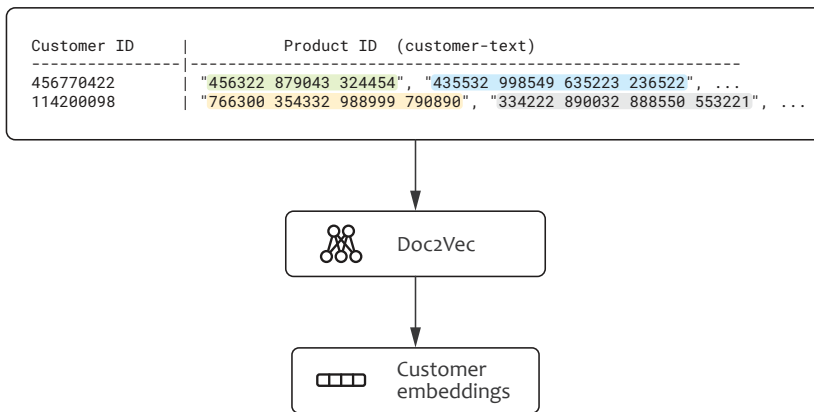 Customer ID | Product ID (customer-text)
----------------|------------------------------------------------------------
456770422 | "456322 879043 324454", "435532 998549 635223 236522", ...
114200098 | "766300 354332 988999 790890", "334222 890032 888550 553221", ...
Doc2Vec
Customer
embeddings